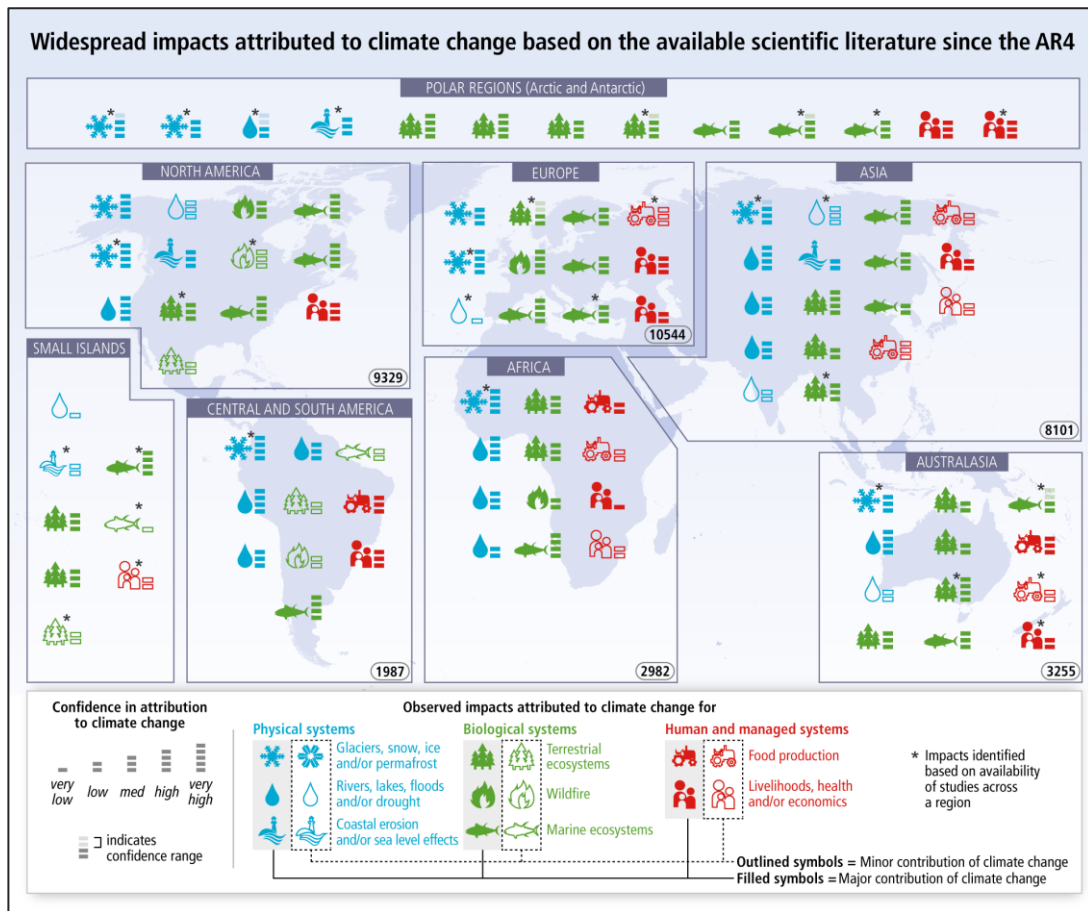 Widespread impacts attributed to climate change based on the available scientific literature since the AR4
POLAR REGIONS (Arctic and Antarctic)
NORTH AMERICA
EUROPE
ASIA
10544
SMALL ISLANDS
9329
AFRICA
CENTRAL AND SOUTH AMERICA
8101
AUSTRALASIA
1987
2982
3255
Confidence in attribution
to climate change
very
low
low
med
high
very
high
indicates
confidence range
Observed impacts attributed to climate change for
Physical systems
Glaciers, snow, ice
and/or permafrost
Rivers, lakes, floods
and/or drought
Coastal erosion
and/or sea level effects
Biological systems
Terrestrial
ecosystems
Wildfire
Marine ecosystems
Human and managed systems
Food production
Livelihoods, health
and/or economics
* Impacts identified
based on availability
of studies across
a region
Outlined symbols = Minor contribution of climate change
Filled symbols = Major contribution of climate change